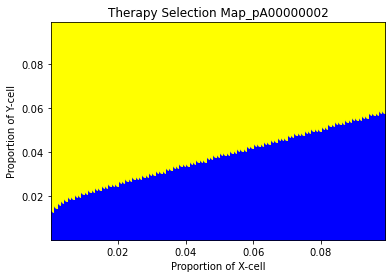 Therapy Selection Map_pA00000002
Proportion of Y-cell
0.08
0.06
0.04
0.02
0.02 0.04 0.06 0.08
Proportion of X-cell